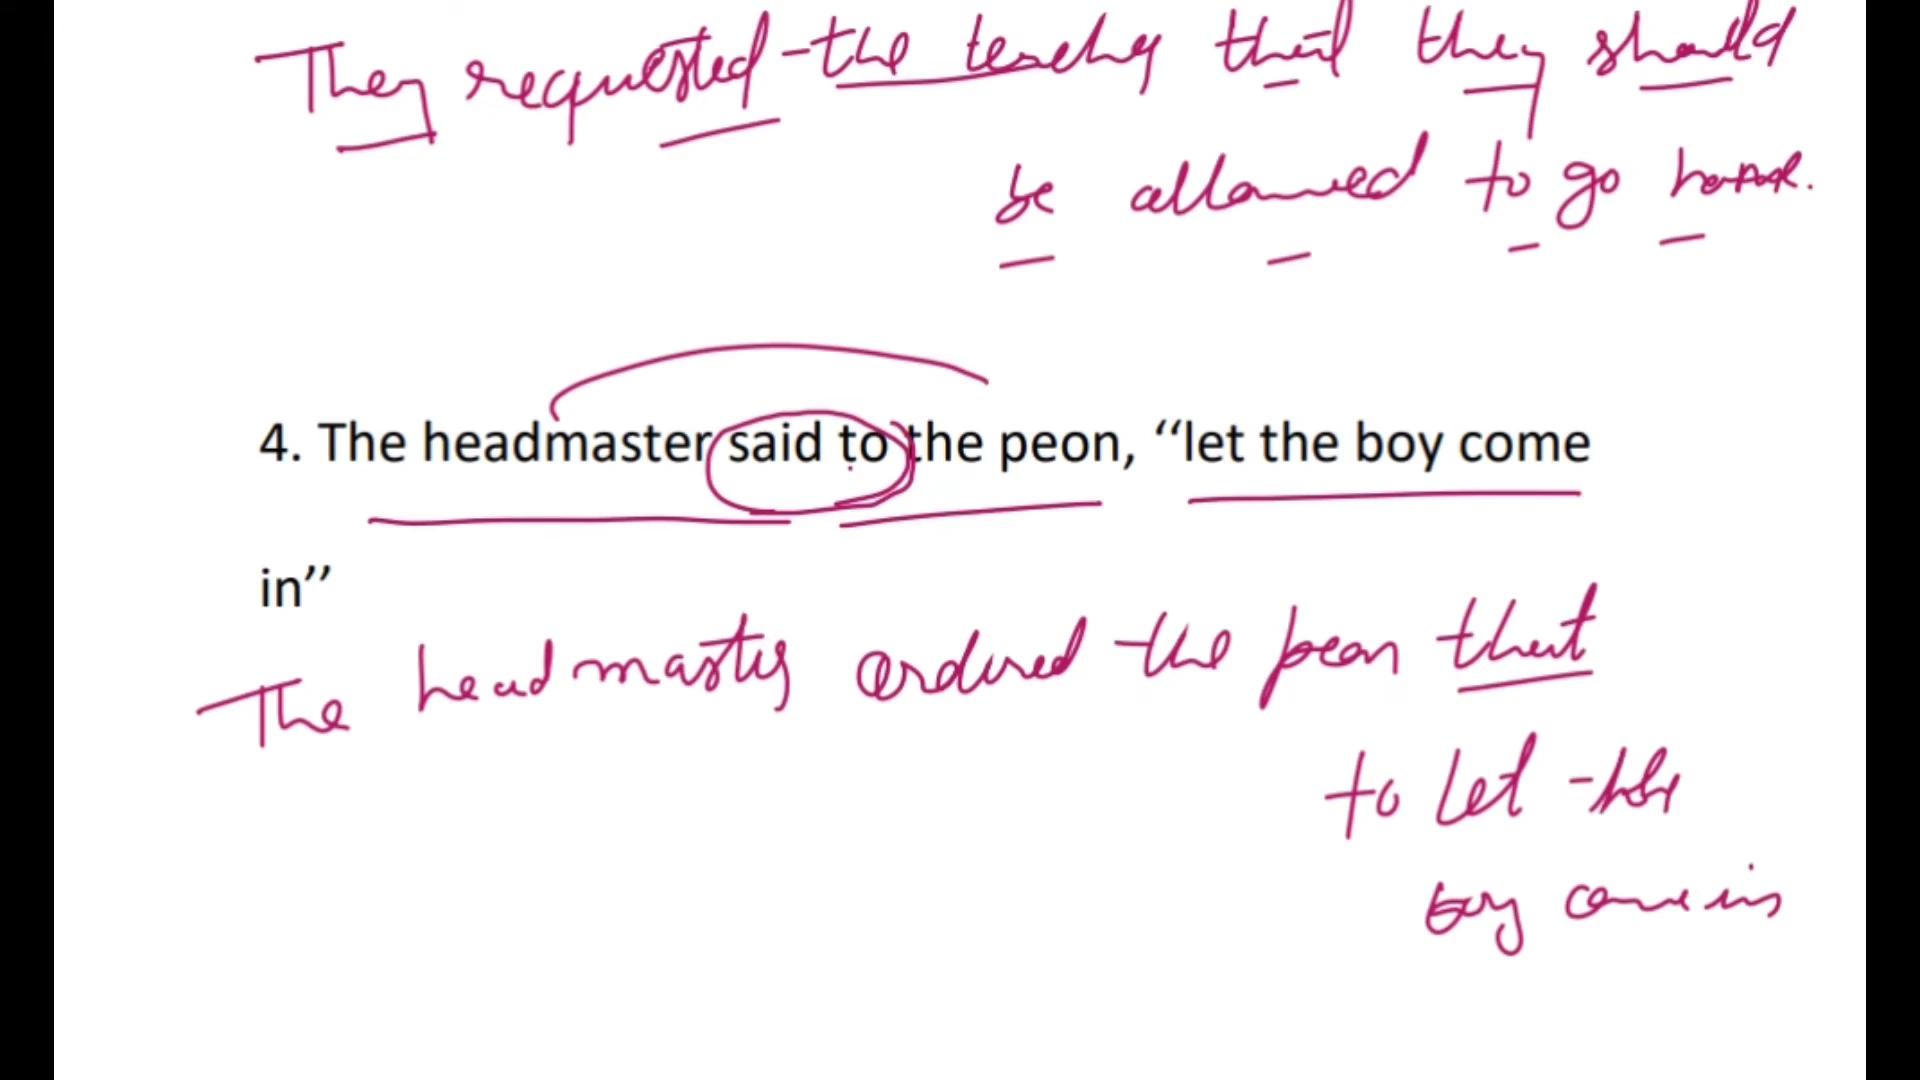 They requested the teacher that they should
be allowed to go home.
4. The headmaster said to the peon, ‘‘let the boy come
in’’
The headmaster ordered the peon that
to let the
boy come in